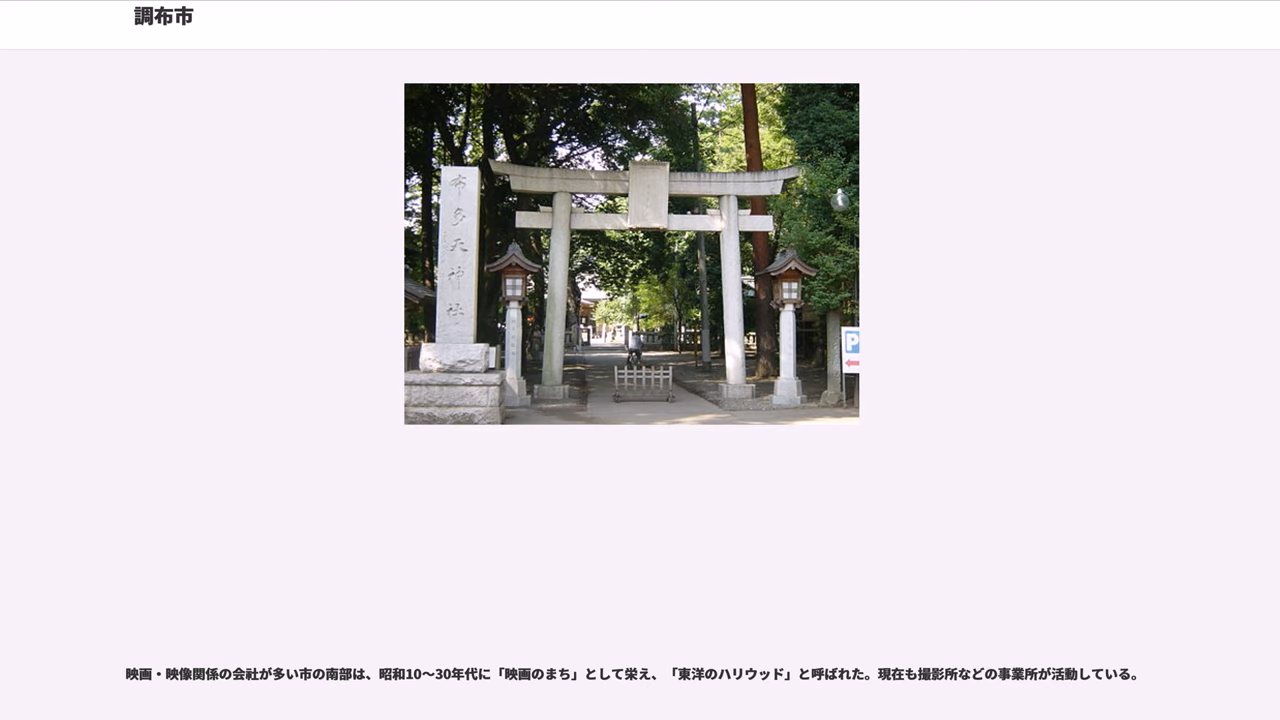 調布市
布多天神社
P
映画・映像関係の会社が多い市の南部は、昭和10〜30年代に「映画のまち」として栄え、「東洋のハリウッド」と呼ばれた。現在も撮影所などの事業所が活動している。